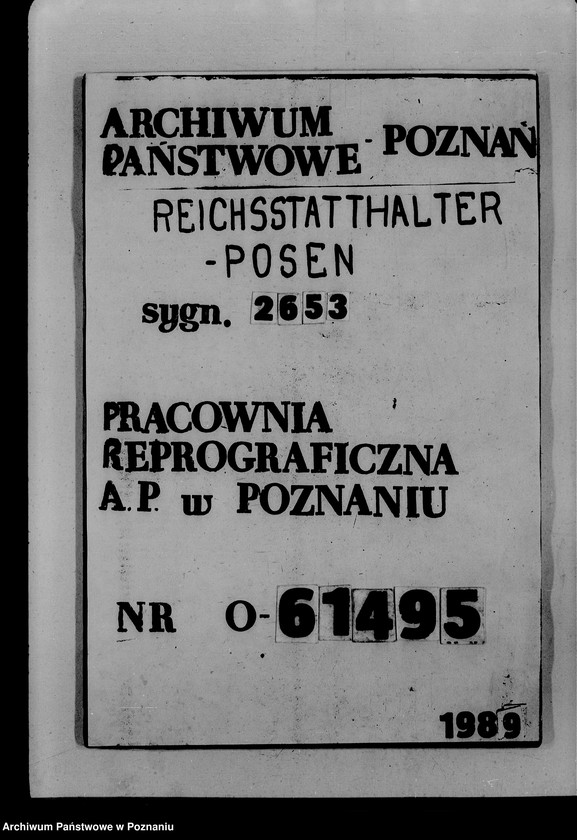 ARCHIWUM
PAŃSTWOWE - POZNAŃ
REICHSSTATTHALTER
-POSEN
sygn. 2653
PRACOWNIA
REPROGRAFICZNA
A.P. w POZNANIU
NR O-61495
1989
Archiwum Państwowe w Poznaniu